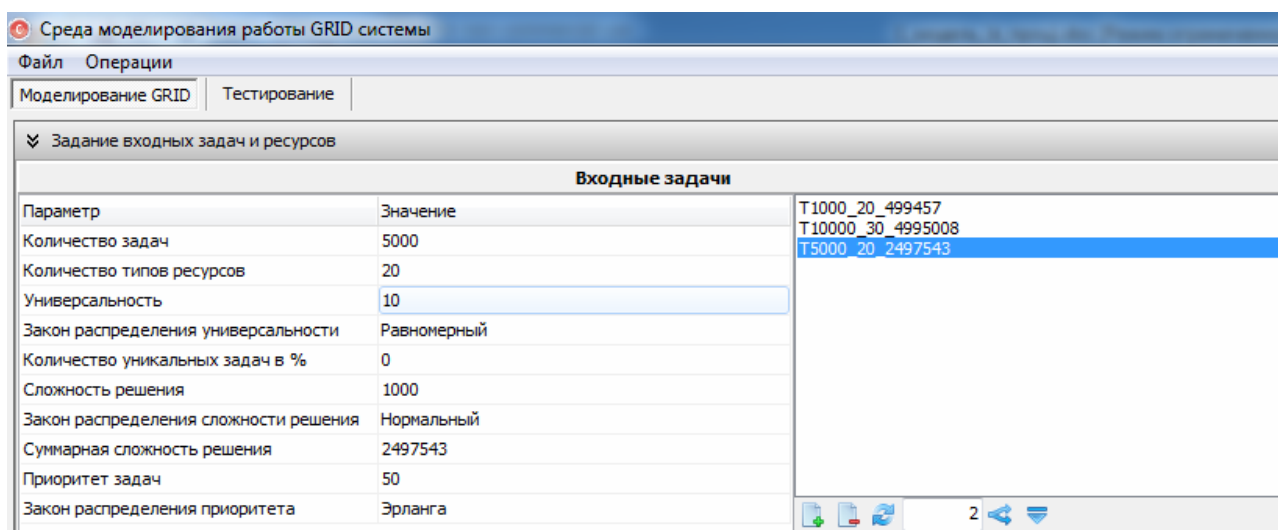 Среда моделирования работы GRID системы
Файл Операции
Моделирование GRID Тестирование
Задание входных задач и ресурсов
Входные задачи
Параметр Значение
Количество задач 5000
Количество типов ресурсов 20
Универсальность 10
Закон распределения универсальности Равномерный
Количество уникальных задач в % 0
Сложность решения 1000
Закон распределения сложности решения Нормальный
Суммарная сложность решения 2497543
Приоритет задач 50
Закон распределения приоритета Эрланга
T1000_20_499457
T10000_30_4995008
T5000_20_2497543
2